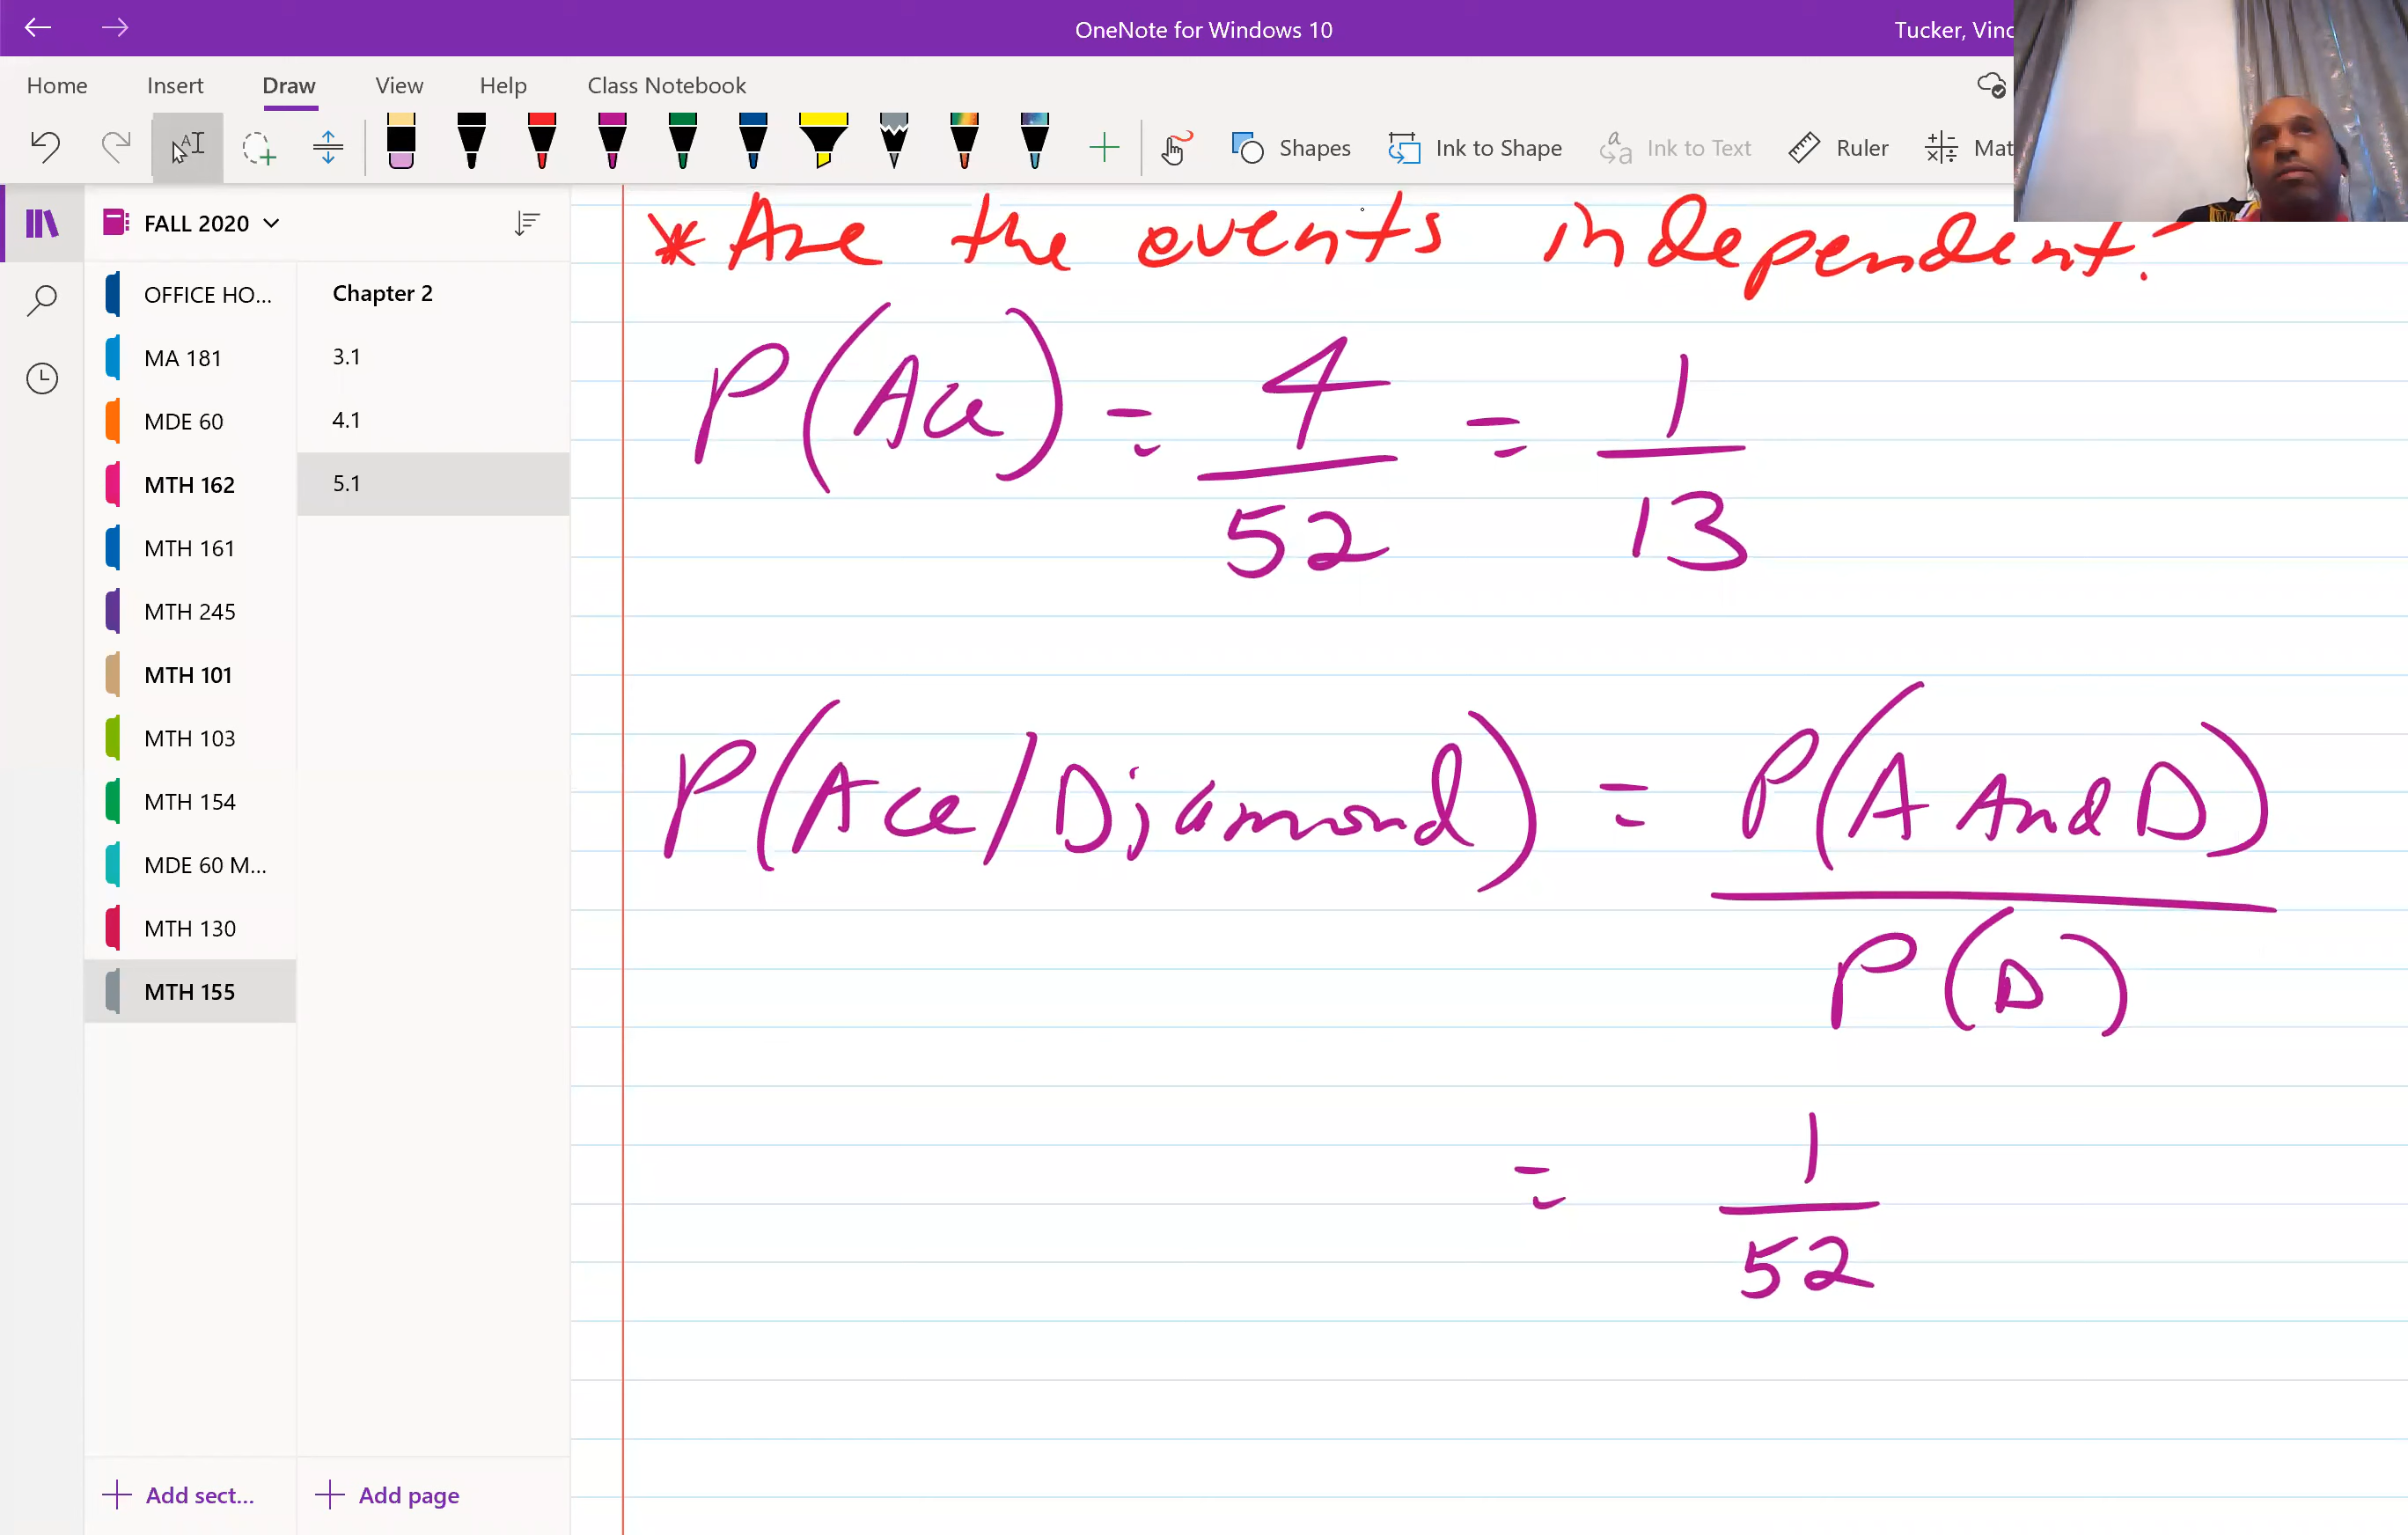 OneNote for Windows 10
Tucker, Vinc
Home Insert Draw View Help Class Notebook
Shapes Ink to Shape Ink to Text Ruler Mat
FALL 2020
OFFICE HO...
MA 181
MDE 60
MTH 162
MTH 161
MTH 245
MTH 101
MTH 103
MTH 154
MDE 60 M...
MTH 130
MTH 155
Add sect...
Chapter 2
3.1
4.1
5.1
Add page
* Are the events independent?
P(Ace) = 4/52 = 1/13
P(Ace/Diamond) = P(A And D)/P(D)
= 1/52